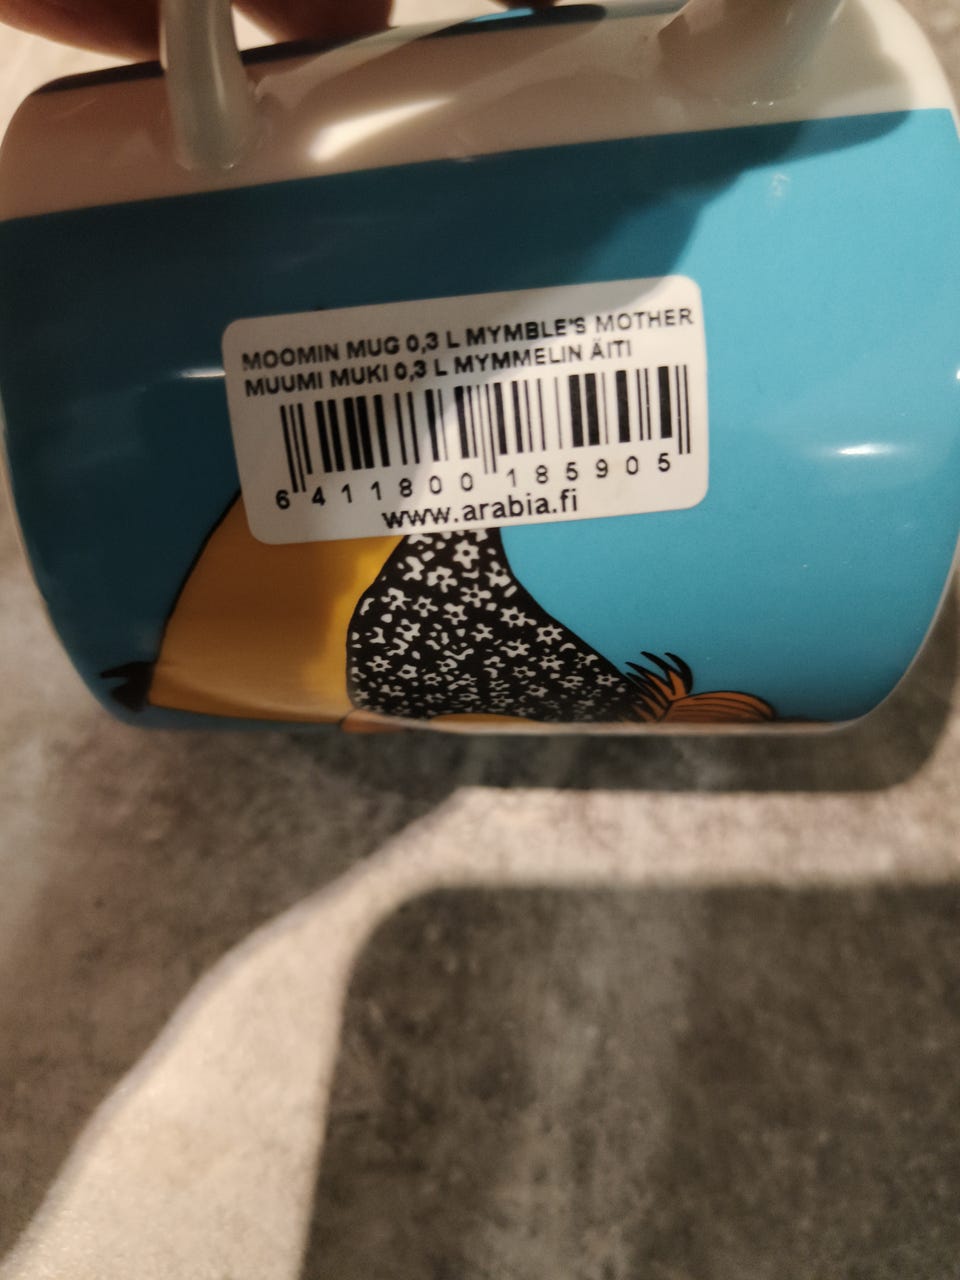 MOOMIN MUG 0,3 L MYMBLE'S MOTHER
MUUMI MUKI 0,3 L MYMMELIN ÄITI
6 411800 185905
www.arabia.fi